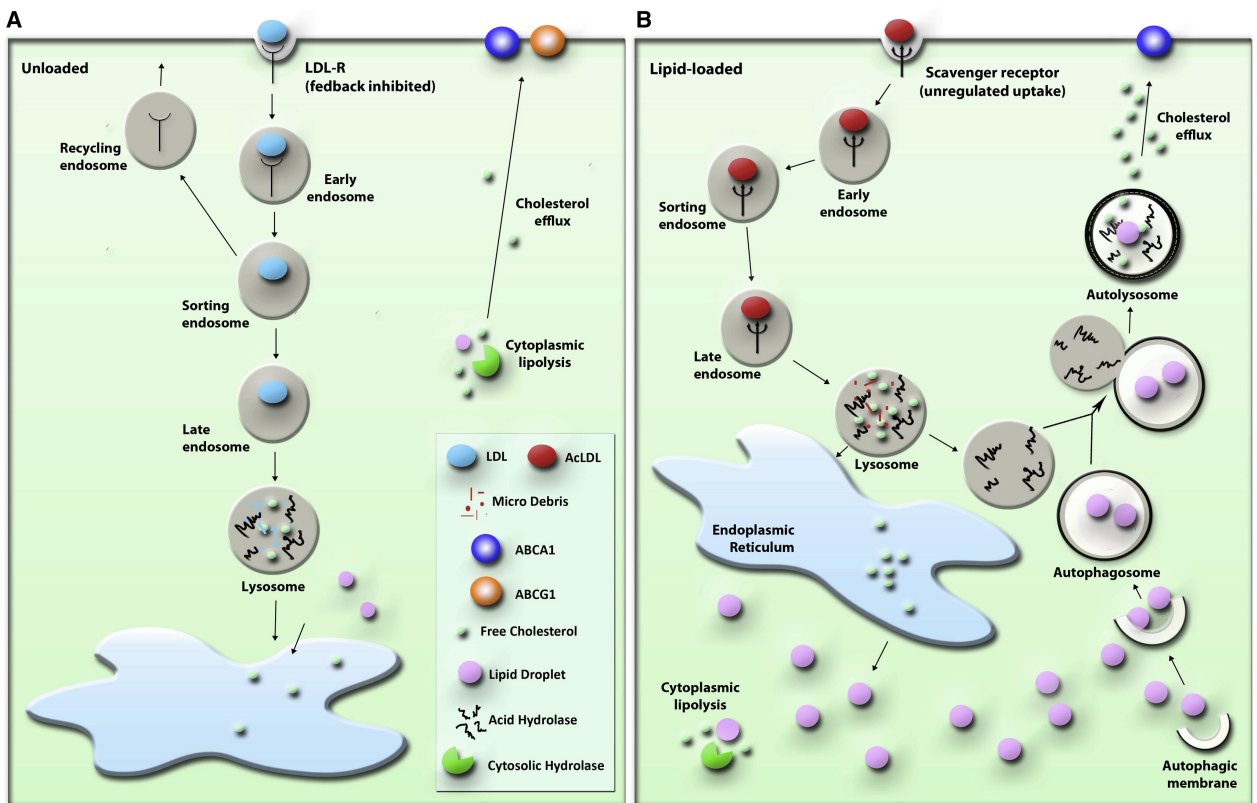 A
Unloaded
LDL-R
(fedback inhibited)
Recycling
endosome
Early
endosome
Cholesterol
efflux
Sorting
endosome
Cytoplasmic
lipolysis
Late
endosome
Lysosome
LDL
AcLDL
Micro Debris
ABCA1
ABCG1
Free Cholesterol
Lipid Droplet
Acid Hydrolase
Cytosolic Hydrolase
B
Lipid-loaded
Scavenger receptor
(unregulated uptake)
Cholesterol
efflux
Early
endosome
Sorting
endosome
Autolysosome
Late
endosome
Lysosome
Endoplasmic
Reticulum
Autophagosome
Cytoplasmic
lipolysis
Autophagic
membrane